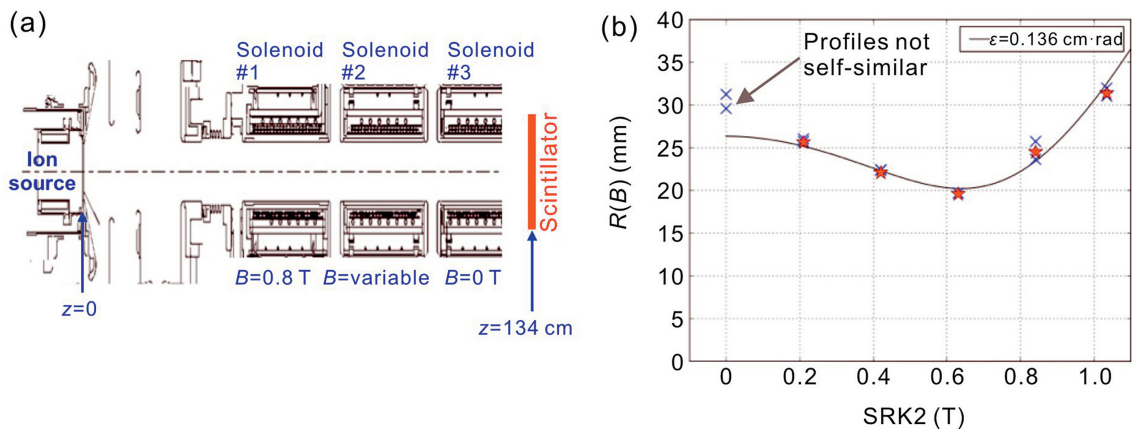 (a)
Solenoid Solenoid Solenoid
#1 #2 #3
Ion
source
Scintillator
B=0.8 T B=variable B=0 T
z=0
z=134 cm
(b)
40
35
30
25
20
15
10
5
0
R(B) (mm)
ε=0.136 cm·rad
Profiles not
self-similar
0 0.2 0.4 0.6 0.8 1.0
SRK2 (T)